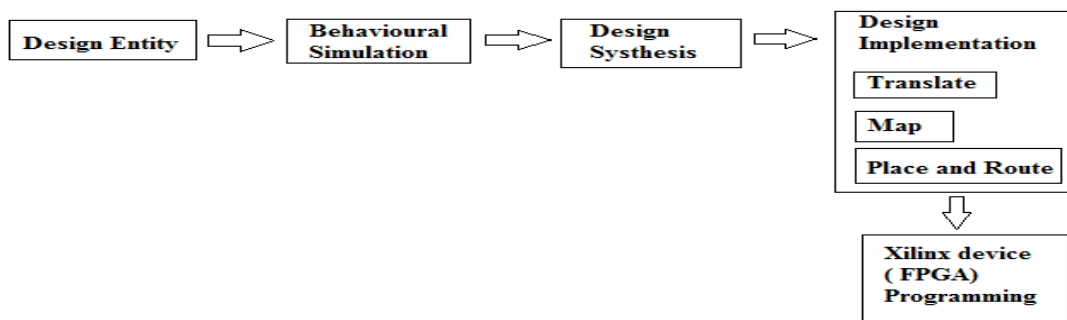 Design Entity
Behavioural
Simulation
Design
Systhesis
Design
Implementation
Translate
Map
Place and Route
Xilinx device
( FPGA)
Programming